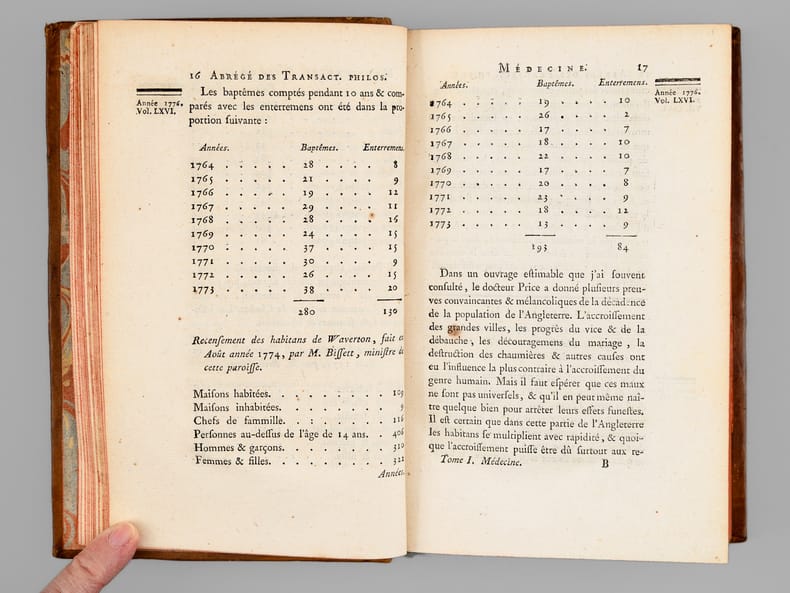 16 ABRÉGÉ DES TRANSACT. PHILOS.
Année 1776.
Vol. LXVI.
Les baptêmes comptés pendant 10 ans & com-
parés avec les enterremens ont été dans la pro-
portion ſuivante :
Années. Baptêmes. Enterremens.
1764 . . . . . 28 . . . . 8
1765 . . . . . 21 . . . . 9
1766 . . . . . 19 . . . . 12
1767 . . . . . 29 . . . . 11
1768 . . . . . 28 . . . . 16
1769 . . . . . 24 . . . . 15
1770 . . . . . 37 . . . . 15
1771 . . . . . 30 . . . . 9
1772 . . . . . 26 . . . . 15
1773 . . . . . 38 . . . . 20
280 130
Recenſement des habitans de Waverton, fait en
Août année 1774, par M. Biſſett, miniſtre de
cette paroiſſe.
Maiſons habitées. . . . . . . . 109
Maiſons inhabitées. . . . . . . 9
Chefs de fammille. . . . . . . 116
Perſonnes au-deſſus de l'âge de 14 ans. . 406
Hommes & garçons. . . . . . . 310
Femmes & filles. . . . . . . . 322
Années.
MÉDECINE. 17
Années. Baptêmes. Enterremens.
Année 1776.
Vol. LXVI.
1764 . . . . . 19 . . . . 10
1765 . . . . . 26 . . . . 2
1766 . . . . . 17 . . . . 7
1767 . . . . . 18 . . . . 10
1768 . . . . . 22 . . . . 10
1769 . . . . . 17 . . . . 7
1770 . . . . . 20 . . . . 8
1771 . . . . . 23 . . . . 9
1772 . . . . . 18 . . . . 12
1773 . . . . . 13 . . . . 9
193 84
Dans un ouvrage eſtimable que j'ai ſouvent
conſulté, le docteur Price a donné pluſieurs preu-
ves convaincantes & mélancoliques de la décadence
de la population de l'Angleterre. L'accroiſſement
des grandes villes, les progrès du vice & de la
débauche, les découragemens du mariage, la
deſtruction des chaumières & autres cauſes ont
eu l'influence la plus contraire à l'accroiſſement du
genre humain. Mais il faut eſpérer que ces maux
ne ſont pas univerſels, & qu'il en peut même naî-
tre quelque bien pour arrêter leurs effets funeſtes.
Il eſt certain que dans cette partie de l'Angleterre
les habitans ſe multiplient avec rapidité, & quoi-
que l'accroiſſement puiſſe être dû ſurtout aux re-
Tome I. Médecine. B